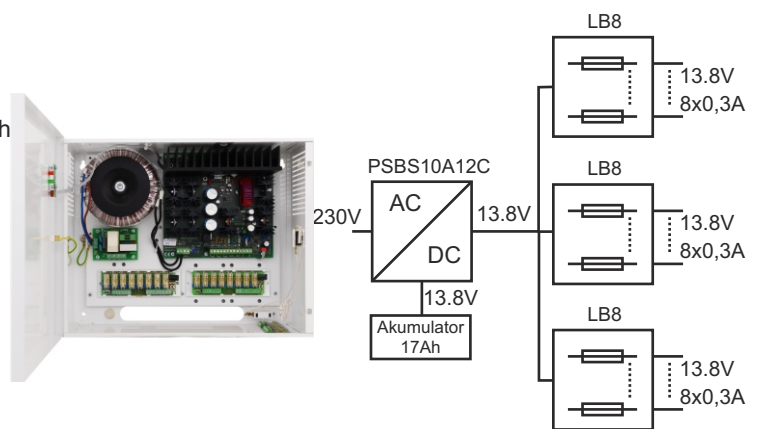 h
230V
PSBS10A12C
AC
DC
13.8V
13.8V
Akumulator
17Ah
LB8
13.8V
8x0,3A
LB8
13.8V
8x0,3A
LB8
13.8V
8x0,3A